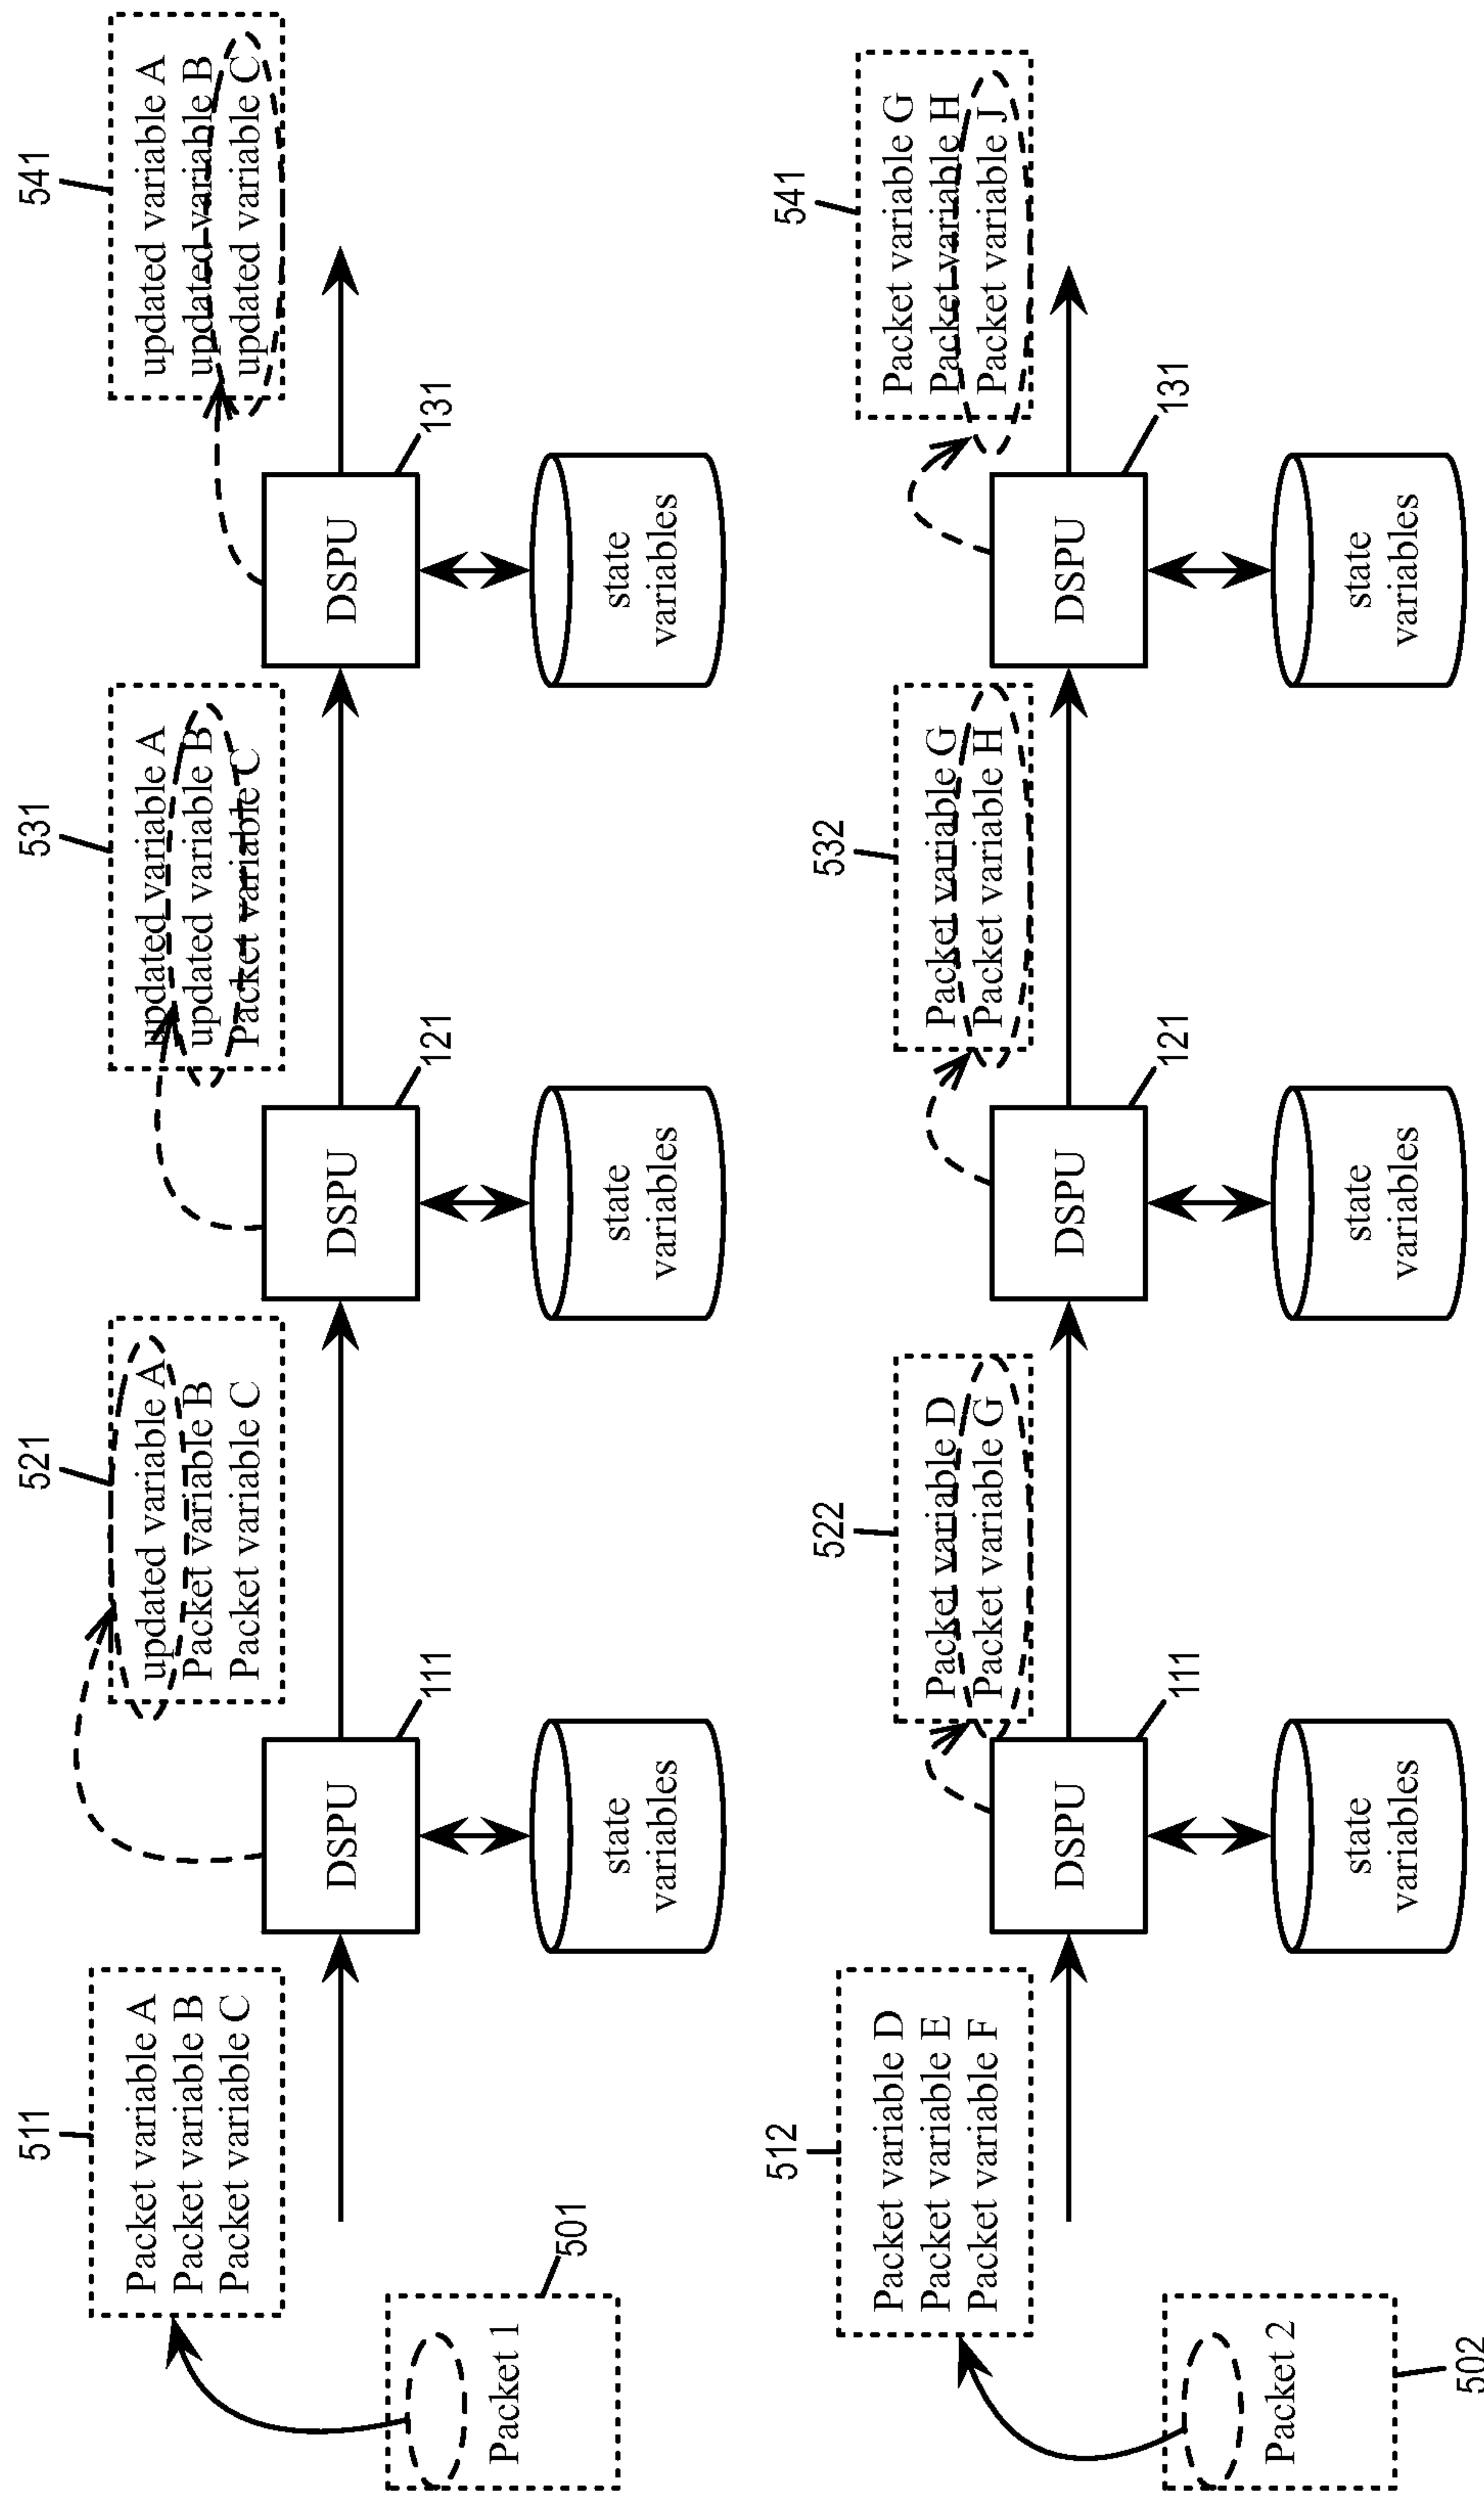 511
Packet variable A
Packet variable B
Packet variable C
521
updated variable A
Packet variable B
Packet variable C
531
updated variable A
updated variable B
Packet variable C
541
updated variable A
updated variable B
updated variable C
Packet 1
501
DSPU
111
DSPU
121
DSPU
131
state
variables
state
variables
state
variables
512
Packet variable D
Packet variable E
Packet variable F
522
Packet variable D
Packet variable G
532
Packet variable G
Packet variable H
541
Packet variable G
Packet variable H
Packet variable J
Packet 2
502
DSPU
111
DSPU
121
DSPU
131
state
variables
state
variables
state
variables